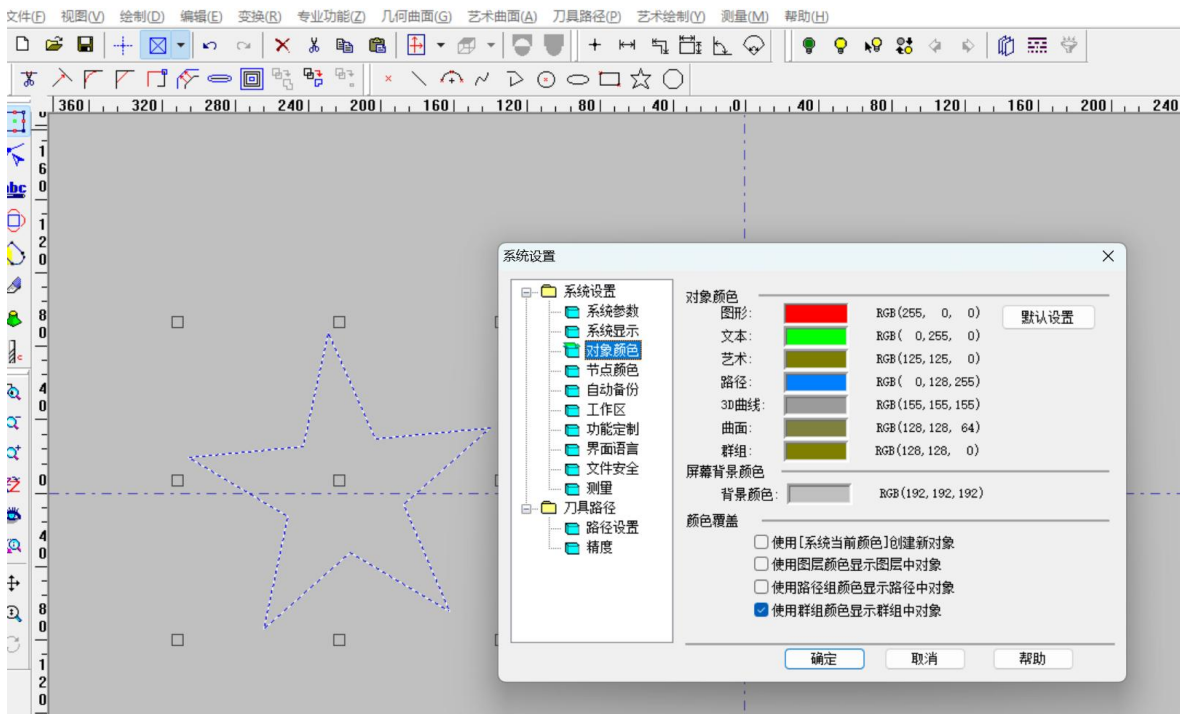 文件(F) 视图(V) 绘制(D) 编辑(E) 变换(R) 专业功能(Z) 几何曲面(G) 艺术曲面(A) 刀具路径(P) 艺术绘制(Y) 测量(M) 帮助(H)
360 320 280 240 200 160 120 80 40 0 40 80 120 160 200 240
abc
160
120
80
40
0
40
80
120
系统设置
系统设置
系统参数
系统显示
对象颜色
节点颜色
自动备份
工作区
功能定制
界面语言
文件安全
测量
刀具路径
路径设置
精度
对象颜色
图形: RGB(255, 0, 0) 默认设置
文本: RGB( 0,255, 0)
艺术: RGB(125,125, 0)
路径: RGB( 0,128,255)
3D曲线: RGB(155,155,155)
曲面: RGB(128,128, 64)
群组: RGB(128,128, 0)
屏幕背景颜色
背景颜色: RGB(192,192,192)
颜色覆盖
使用[系统当前颜色]创建新对象
使用图层颜色显示图层中对象
使用路径组颜色显示路径中对象
使用群组颜色显示群组中对象
确定 取消 帮助